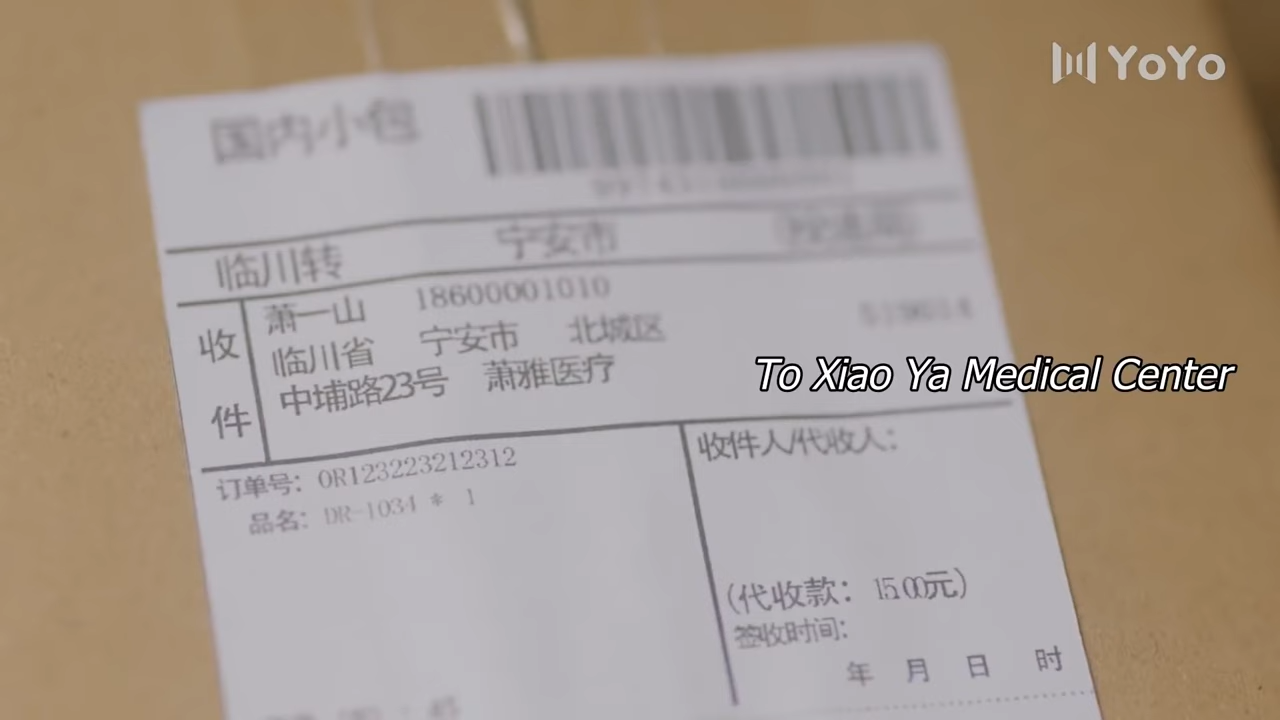 YoYo
国内小包
临川转 宁安市
收件
萧一山 18600001010
临川省 宁安市 北城区
中埔路23号 萧雅医疗
To Xiao Ya Medical Center
订单号: OR123223212312
品名: DR-1034 * 1
收件人/代收人:
(代收款: 15.00元)
签收时间:
年 月 日 时